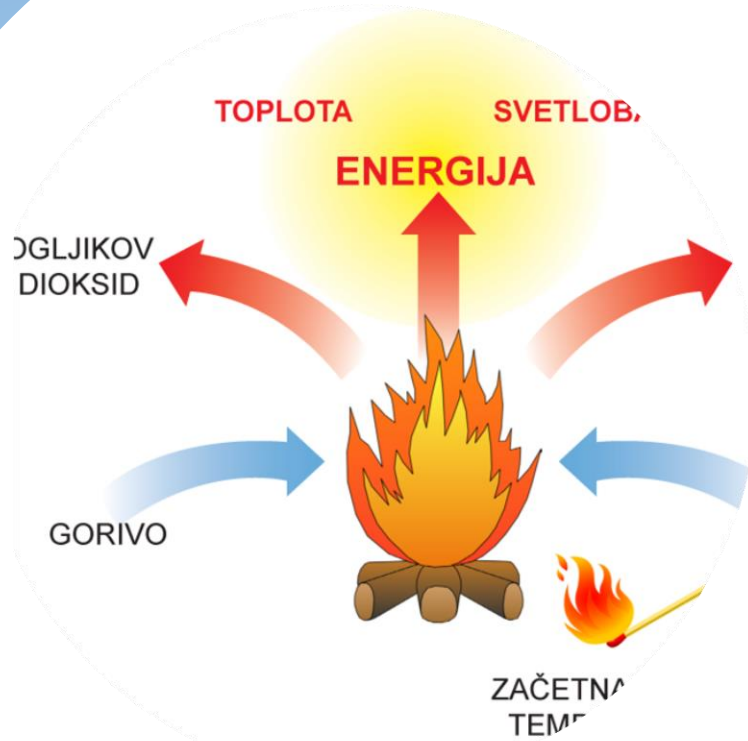 TOPLOTA SVETLOBA
ENERGIJA
OGLJIKOV
DIOKSID
GORIVO
ZAČETNA